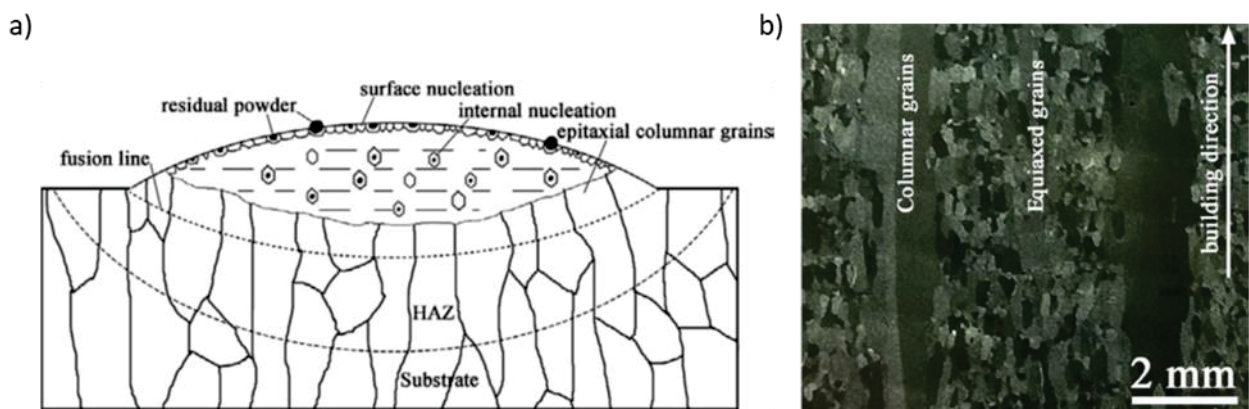 a)
surface nucleation
residual powder
internal nucleation
epitaxial columnar grains
fusion line
HAZ
Substrate
b)
Columnar grains
Equiaxed grains
building direction
2 mm